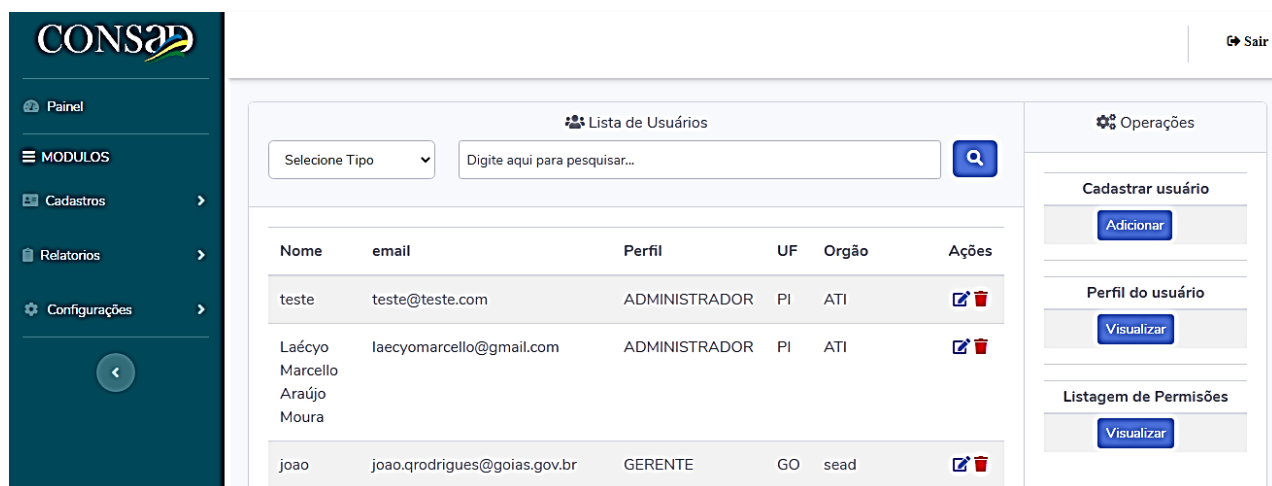 CONSAD
Sair
Painel
MODULOS
Cadastros
Relatorios
Configurações
Lista de Usuários
Selecione Tipo
Digite aqui para pesquisar...
Nome email Perfil UF Orgão Ações
teste teste@teste.com ADMINISTRADOR PI ATI
Laécyo laecyomarcello@gmail.com ADMINISTRADOR PI ATI
Marcello
Araújo
Moura
joao joao.qrodrigues@goias.gov.br GERENTE GO sead
Operações
Cadastrar usuário
Adicionar
Perfil do usuário
Visualizar
Listagem de Permisões
Visualizar